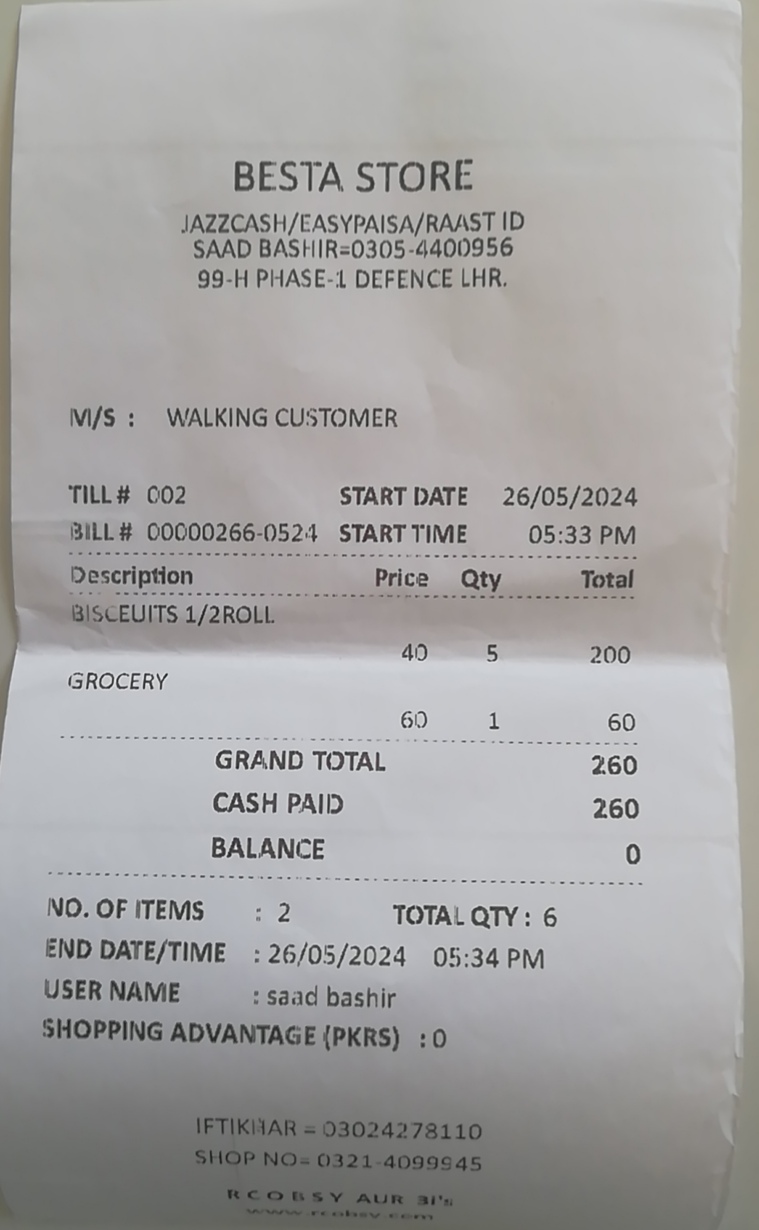 BESTA STORE
JAZZCASH/EASYPAISA/RAAST ID
SAAD BASHIR=0305-4400956
99-H PHASE-1 DEFENCE LHR.
M/S : WALKING CUSTOMER
TILL # 002 START DATE 26/05/2024
BILL # 00000266-0524 START TIME 05:33 PM
Description Price Qty Total
BISCEUITS 1/2ROLL
40 5 200
GROCERY
60 1 60
GRAND TOTAL 260
CASH PAID 260
BALANCE 0
NO. OF ITEMS : 2 TOTAL QTY : 6
END DATE/TIME : 26/05/2024 05:34 PM
USER NAME : saad bashir
SHOPPING ADVANTAGE (PKRS) : 0
IFTIKHAR = 03024278110
SHOP NO= 0321-4099945
RCOBSY AUR 3i's
www.rcobsy.com